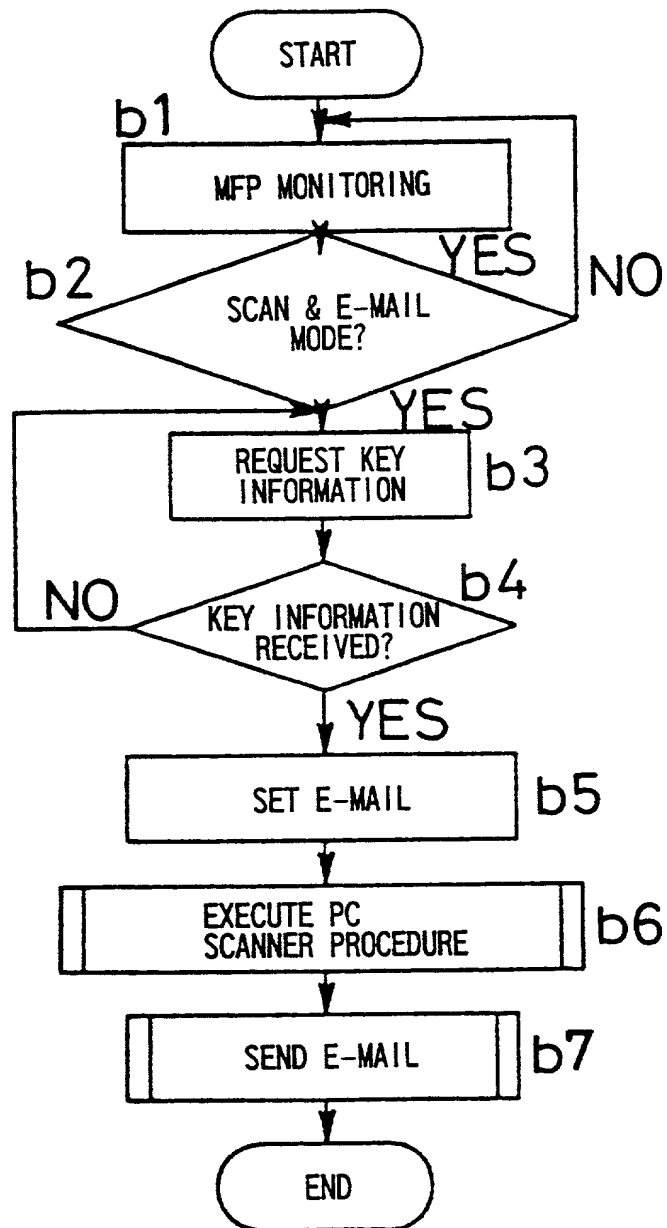 START
b1
MFP MONITORING
YES
b2
NO
SCAN & E-MAIL
MODE?
YES
REQUEST KEY
INFORMATION
b3
b4
NO
KEY INFORMATION
RECEIVED?
YES
SET E-MAIL
b5
EXECUTE PC
SCANNER PROCEDURE
b6
SEND E-MAIL
b7
END